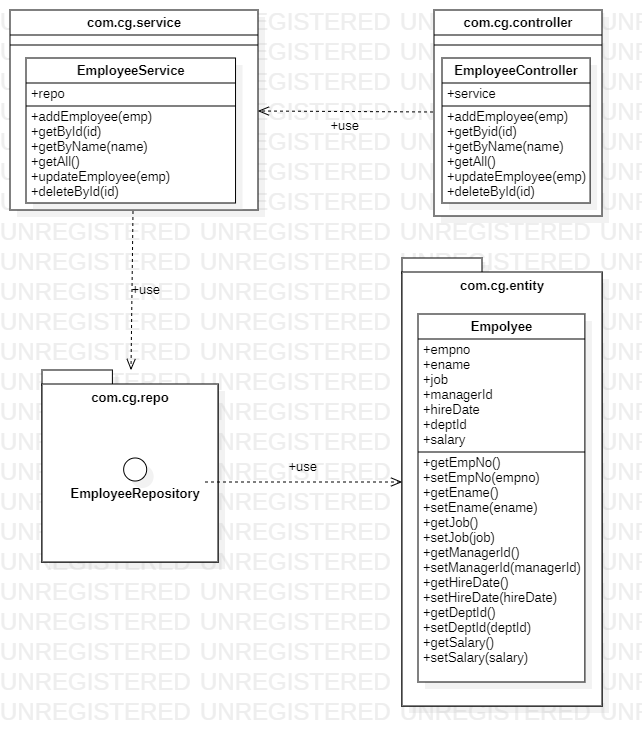 com.cg.service
EmployeeService
+repo
+addEmployee(emp)
+getById(id)
+getByName(name)
+getAll()
+updateEmployee(emp)
+deleteById(id)
com.cg.controller
EmployeeController
+service
+addEmployee(emp)
+getByid(id)
+getByName(name)
+getAll()
+updateEmployee(emp)
+deleteById(id)
+use
+use
com.cg.repo
EmployeeRepository
+use
com.cg.entity
Empolyee
+empno
+ename
+job
+managerId
+hireDate
+deptId
+salary
+getEmpNo()
+setEmpNo(empno)
+getEname()
+setEname(ename)
+getJob()
+setJob(job)
+getManagerId()
+setManagerId(managerId)
+getHireDate()
+setHireDate(hireDate)
+getDeptId()
+setDeptId(deptId)
+getSalary()
+setSalary(salary)
UNREGISTERED UNREGISTERED UNREGISTERED